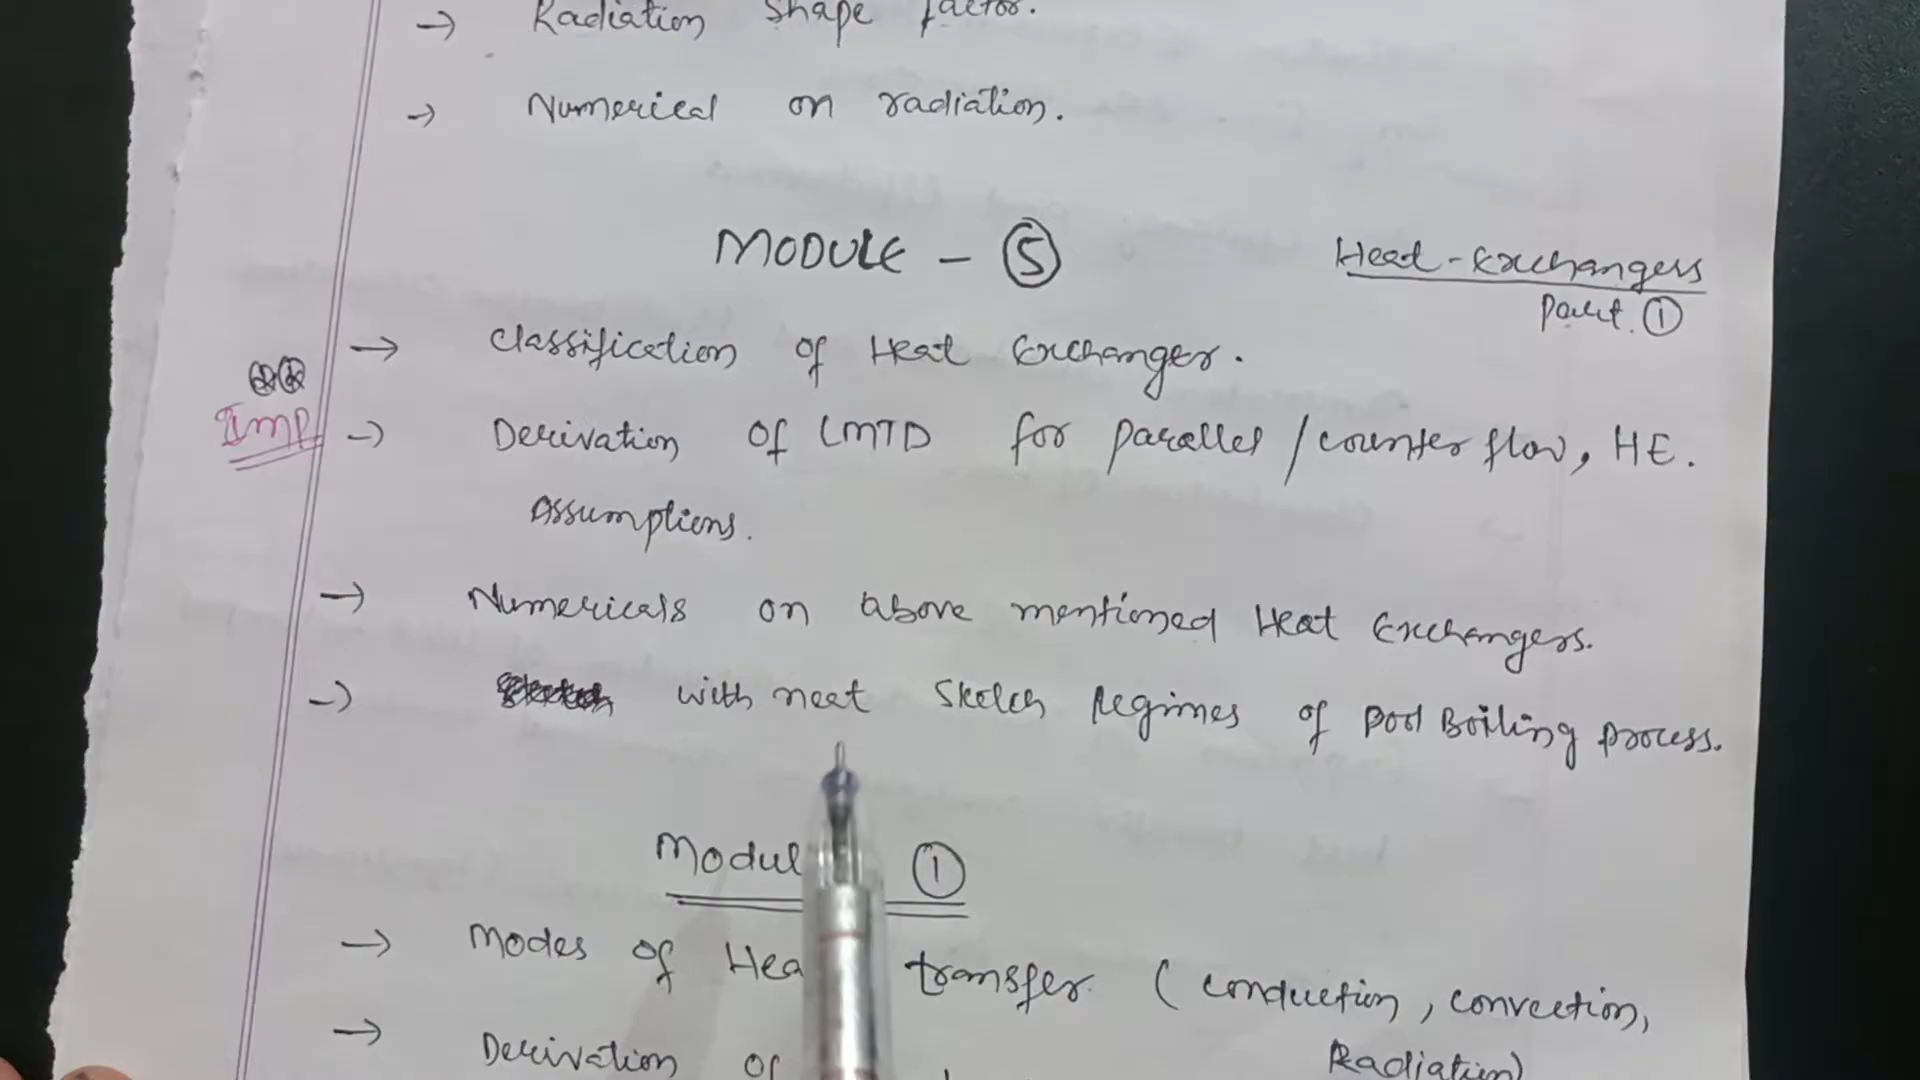 → Radiation shape factor.
→ Numerical on radiation.
MODULE - ⑤
Heat-Exchangers
Part. ①
→ Classification of Heat Exchanger.
Imp → Derivation of LMTD for parallel / counter flow, HE.
Assumptions.
→ Numericals on above mentioned Heat Exchangers.
→ with neat Sketch Regimes of Pool Boiling process.
Modul ①
→ Modes of Hea transfer (conduction, convection,
Radiation)
→ Derivation of